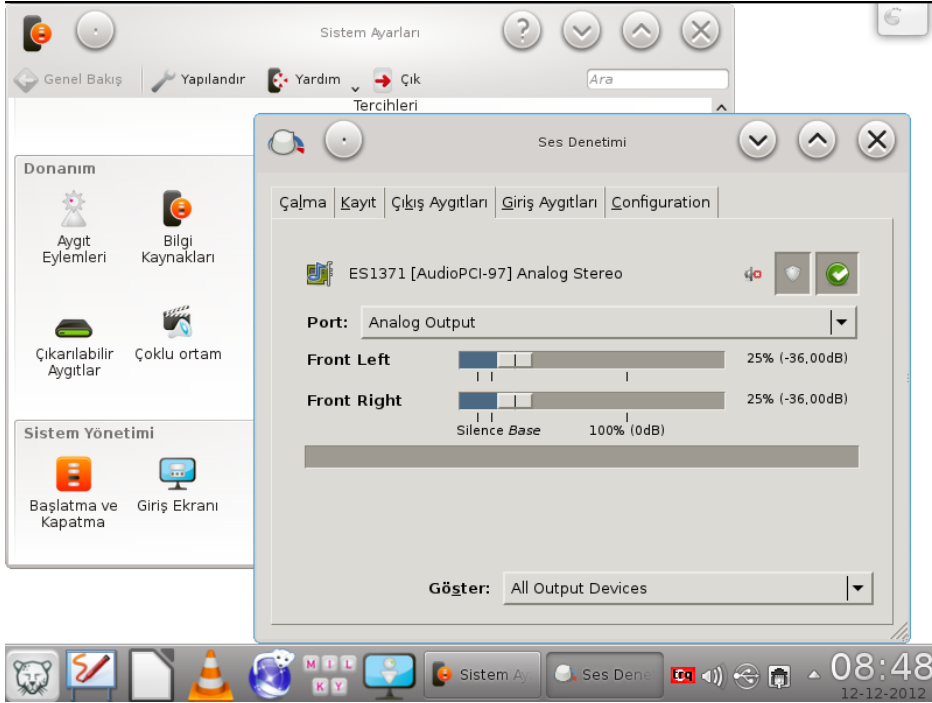 Sistem Ayarları
?
Genel Bakış
Yapılandır
Yardım
Çık
Ara
Tercihleri
Donanım
Aygıt Eylemleri
Bilgi Kaynakları
Çıkarılabilir Aygıtlar
Çoklu ortam
Sistem Yönetimi
Başlatma ve Kapatma
Giriş Ekranı
Ses Denetimi
Çalma
Kayıt
Çıkış Aygıtları
Giriş Aygıtları
Configuration
ES1371 [AudioPCI-97] Analog Stereo
Port: Analog Output
Front Left 25% (-36,00dB)
Front Right 25% (-36,00dB)
Silence Base 100% (0dB)
Göster: All Output Devices
M I L
K Y
Sistem Ay
Ses Dene
trq
08:48
12-12-2012